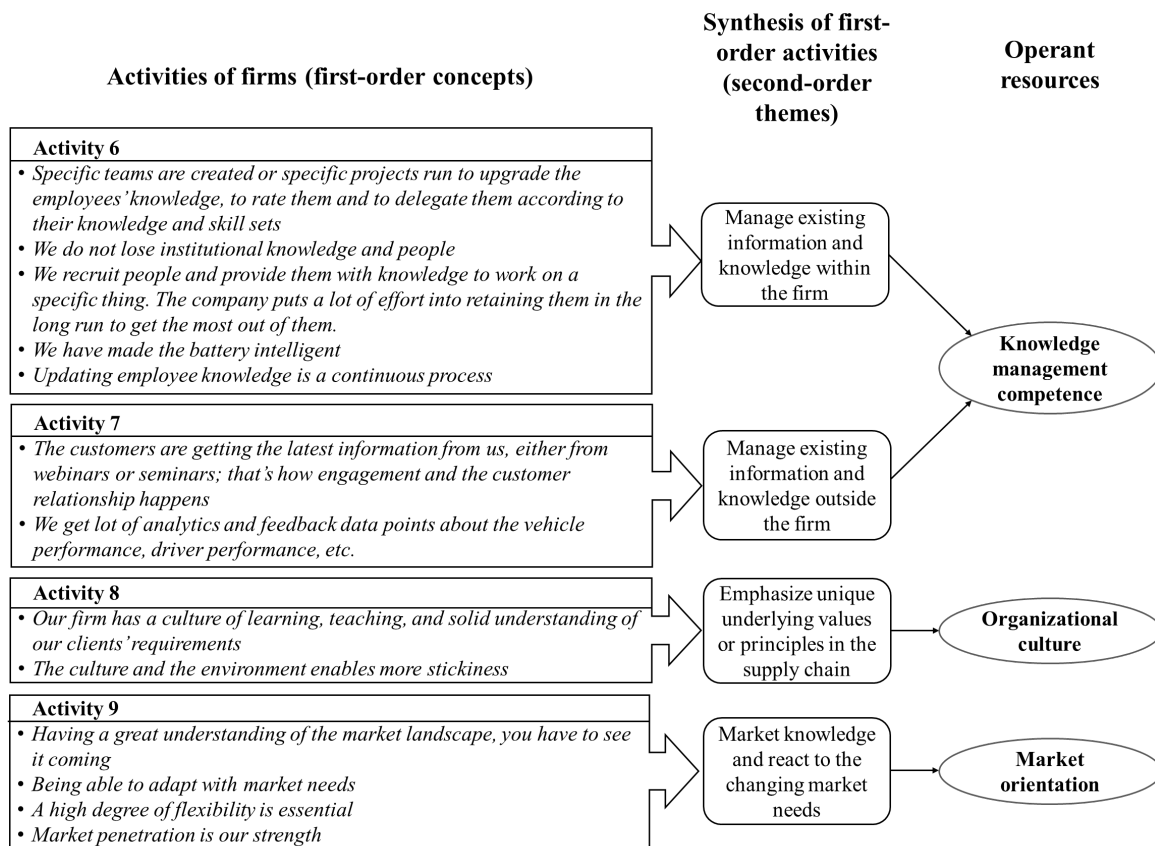 Activities of firms (first-order concepts)
Synthesis of first-
order activities
(second-order
themes)
Operant
resources
Activity 6
• Specific teams are created or specific projects run to upgrade the
employees' knowledge, to rate them and to delegate them according to
their knowledge and skill sets
• We do not lose institutional knowledge and people
• We recruit people and provide them with knowledge to work on a
specific thing. The company puts a lot of effort into retaining them in the
long run to get the most out of them.
• We have made the battery intelligent
• Updating employee knowledge is a continuous process
Manage existing
information and
knowledge within
the firm
Knowledge
management
competence
Activity 7
• The customers are getting the latest information from us, either from
webinars or seminars; that's how engagement and the customer
relationship happens
• We get lot of analytics and feedback data points about the vehicle
performance, driver performance, etc.
Manage existing
information and
knowledge outside
the firm
Activity 8
• Our firm has a culture of learning, teaching, and solid understanding of
our clients' requirements
• The culture and the environment enables more stickiness
Emphasize unique
underlying values
or principles in the
supply chain
Organizational
culture
Activity 9
• Having a great understanding of the market landscape, you have to see
it coming
• Being able to adapt with market needs
• A high degree of flexibility is essential
• Market penetration is our strength
Market knowledge
and react to the
changing market
needs
Market
orientation